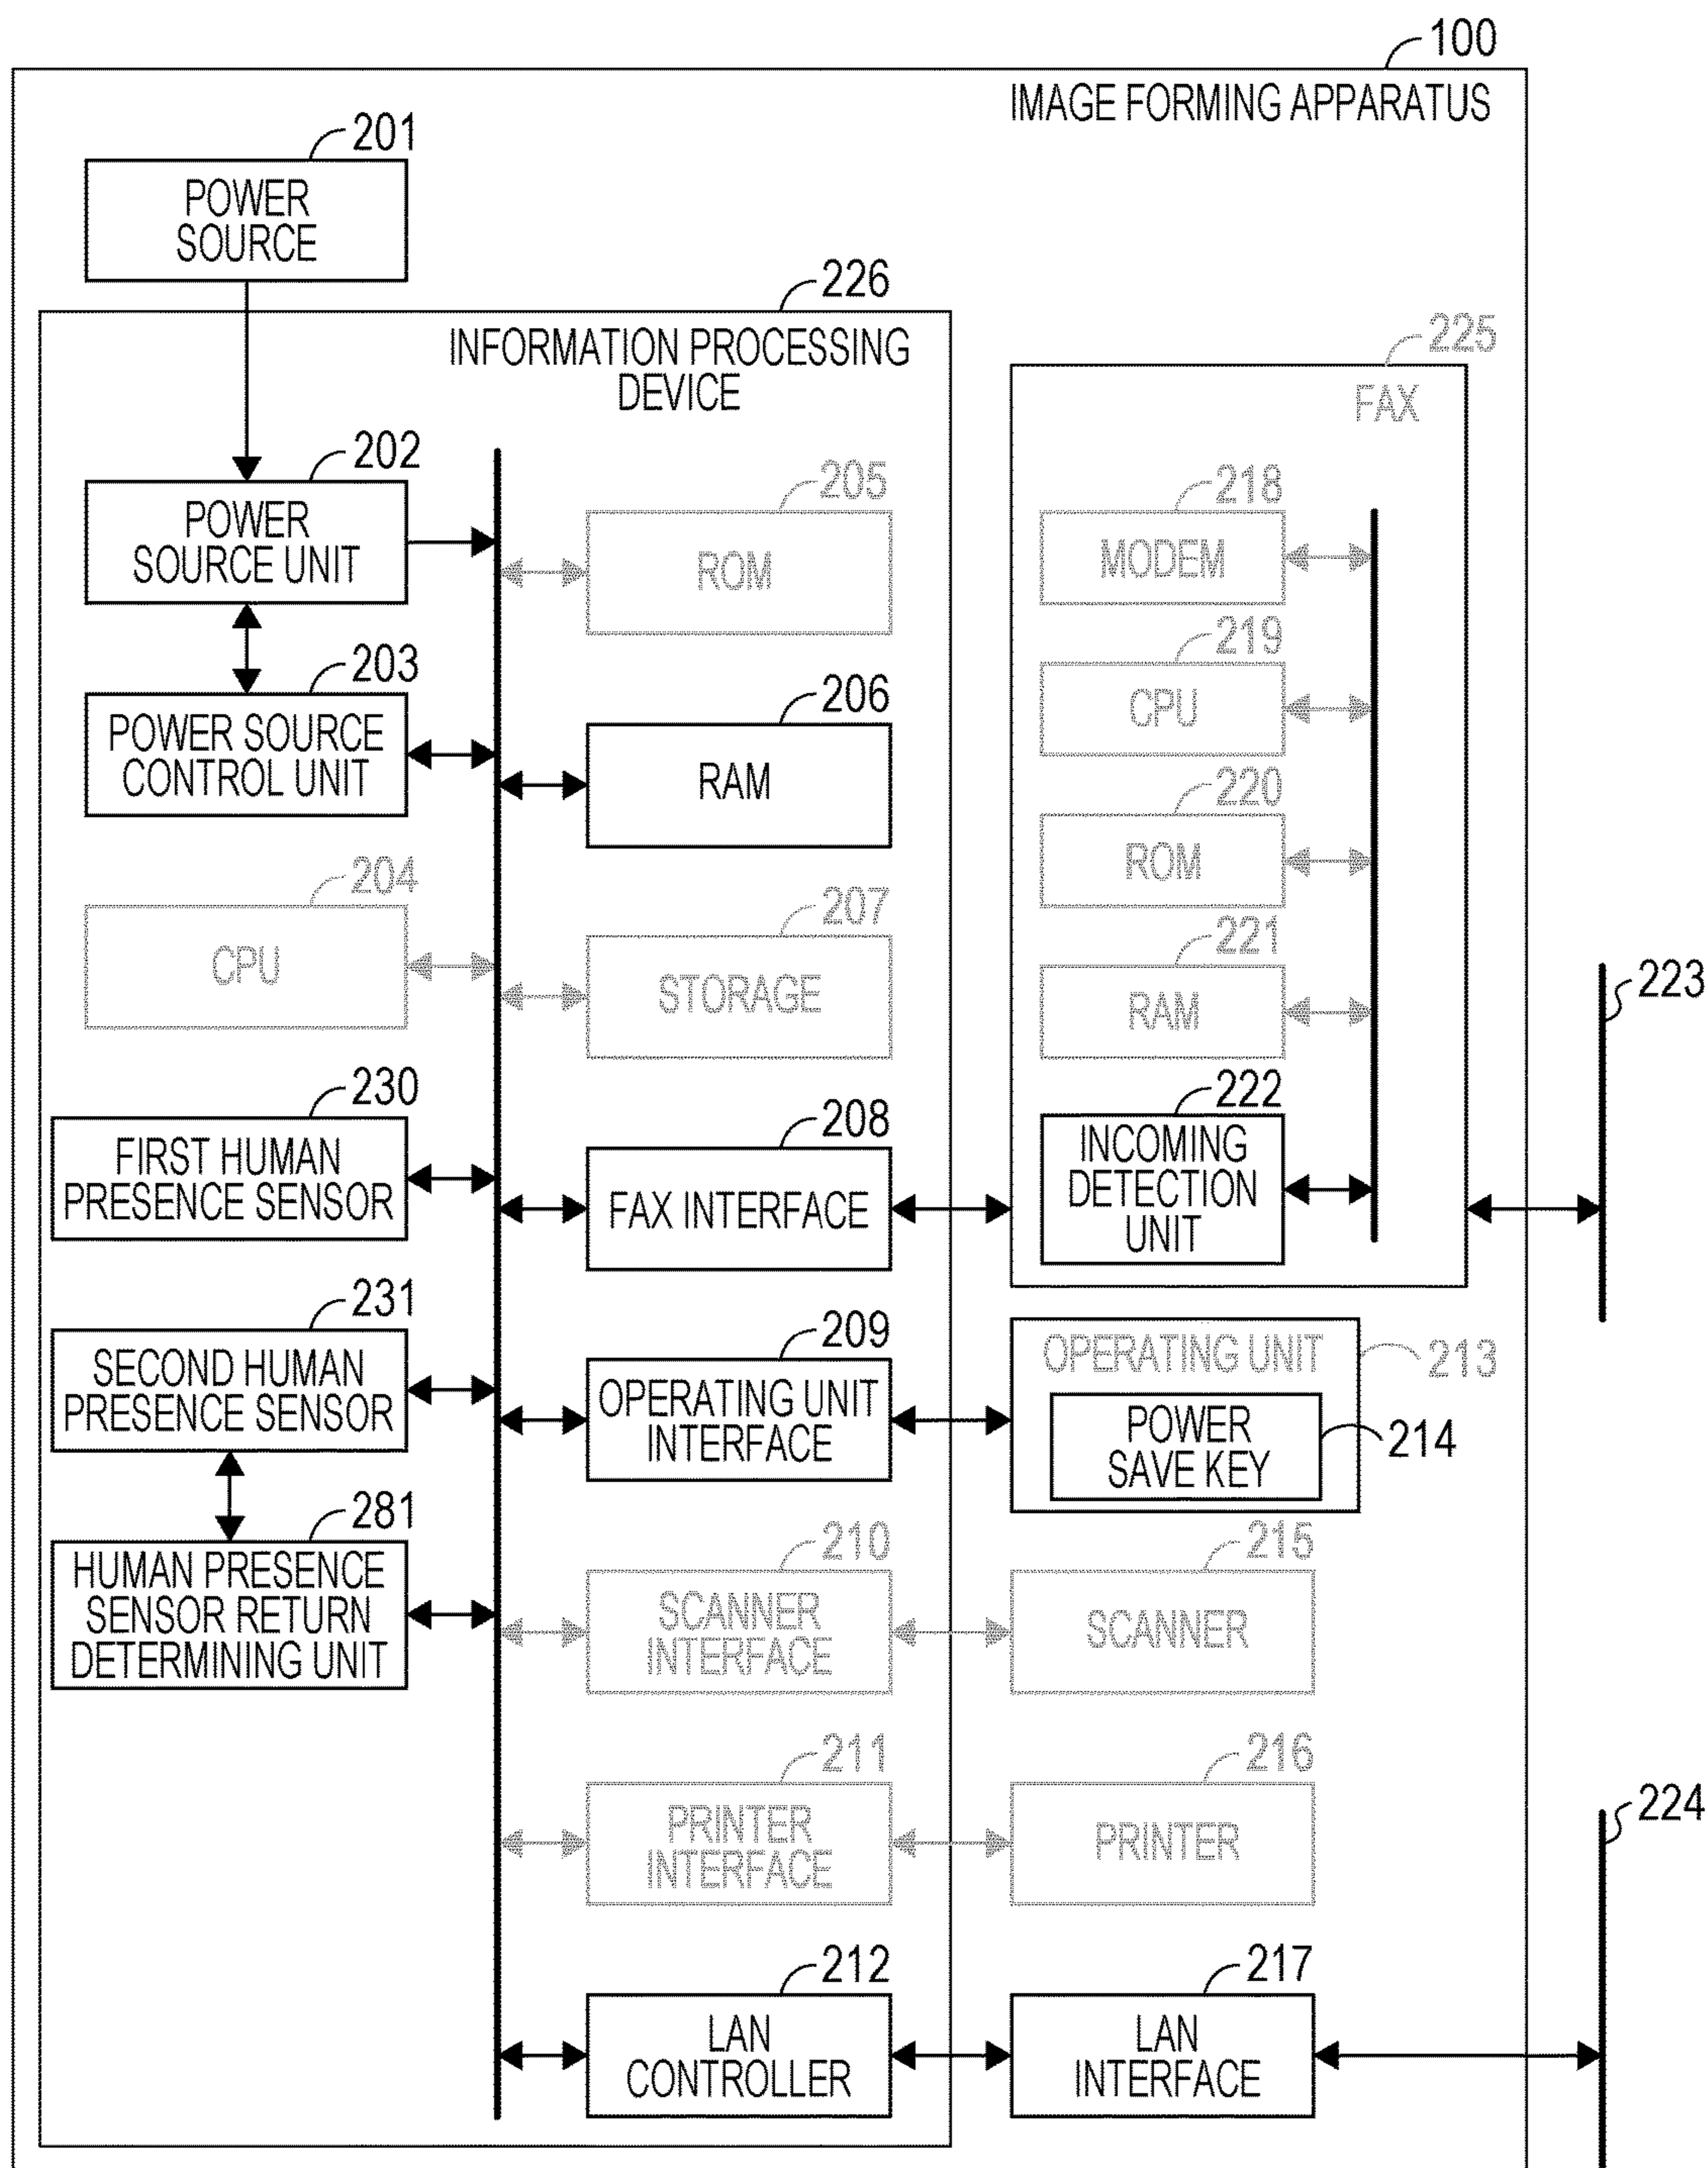 100
IMAGE FORMING APPARATUS
201
POWER
SOURCE
226
INFORMATION PROCESSING
DEVICE
225
FAX
202
POWER
SOURCE UNIT
205
ROM
218
MODEM
203
POWER SOURCE
CONTROL UNIT
206
RAM
219
CPU
220
ROM
204
CPU
207
STORAGE
221
RAM
223
230
FIRST HUMAN
PRESENCE SENSOR
208
FAX INTERFACE
222
INCOMING
DETECTION
UNIT
231
SECOND HUMAN
PRESENCE SENSOR
209
OPERATING UNIT
INTERFACE
OPERATING UNIT
213
POWER
SAVE KEY
214
281
HUMAN PRESENCE
SENSOR RETURN
DETERMINING UNIT
210
SCANNER
INTERFACE
215
SCANNER
211
PRINTER
INTERFACE
216
PRINTER
224
212
LAN
CONTROLLER
217
LAN
INTERFACE